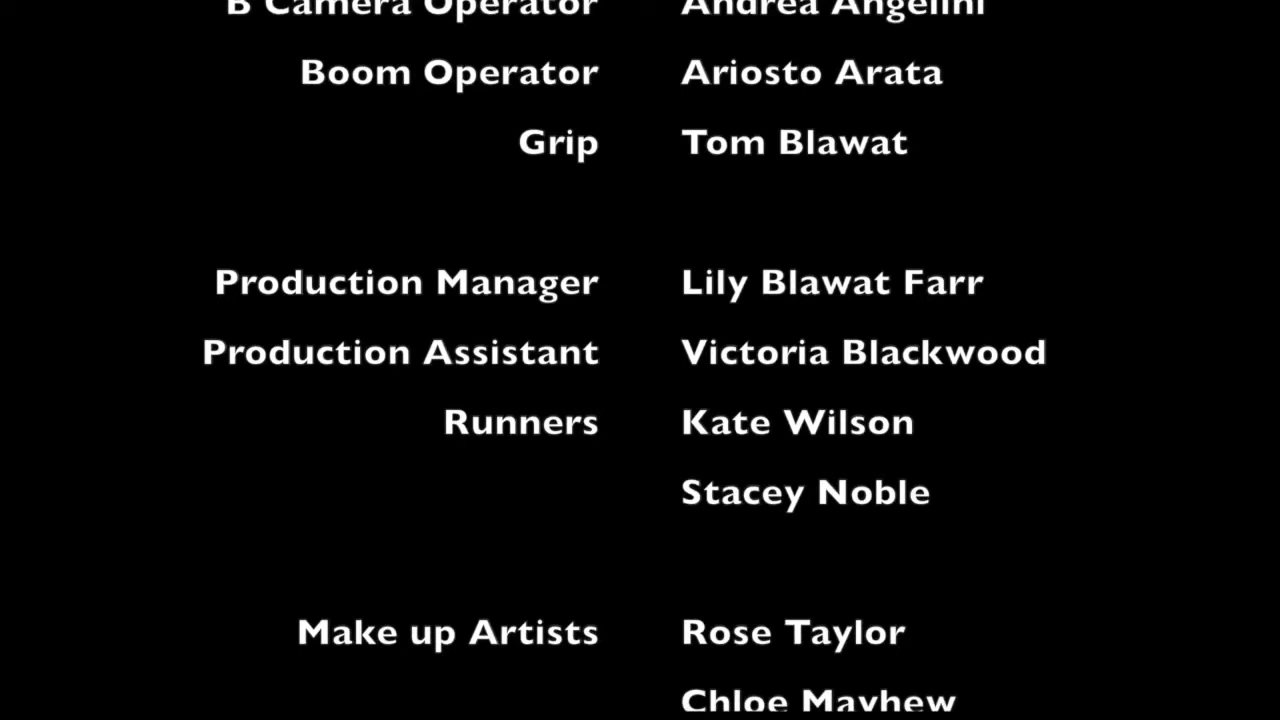 B Camera Operator Andrea Angelini
Boom Operator Ariosto Arata
Grip Tom Blawat
Production Manager Lily Blawat Farr
Production Assistant Victoria Blackwood
Runners Kate Wilson
Stacey Noble
Make up Artists Rose Taylor
Chloe Mayhew